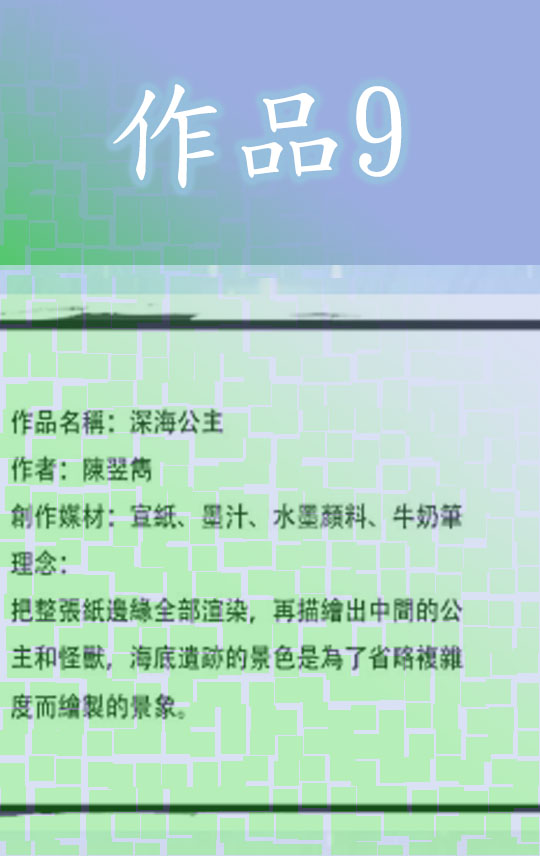 作品9
作品名稱：深海公主
作者：陳翌雋
創作媒材：宣紙、墨汁、水墨顏料、牛奶筆
理念：
把整張紙邊緣全部渲染，再描繪出中間的公
主和怪獸，海底遺跡的景色是為了省略複雜
度而繪製的景象。